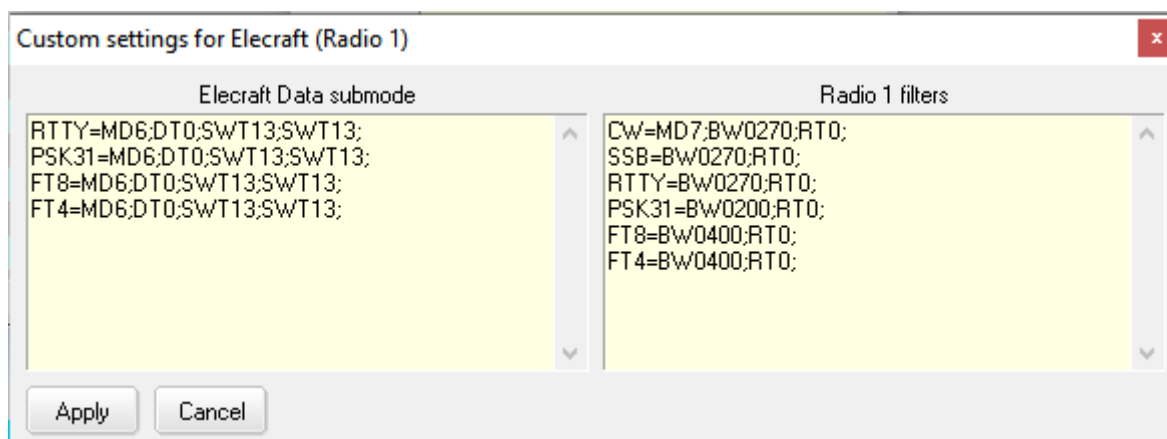 Custom settings for Elecraft (Radio 1)
x
Elecraft Data submode
RTTY=MD6;DT0;SWT13;SWT13;
PSK31=MD6;DT0;SWT13;SWT13;
FT8=MD6;DT0;SWT13;SWT13;
FT4=MD6;DT0;SWT13;SWT13;
Radio 1 filters
CW=MD7;BW0270;RT0;
SSB=BW0270;RT0;
RTTY=BW0270;RT0;
PSK31=BW0200;RT0;
FT8=BW0400;RT0;
FT4=BW0400;RT0;
Apply
Cancel